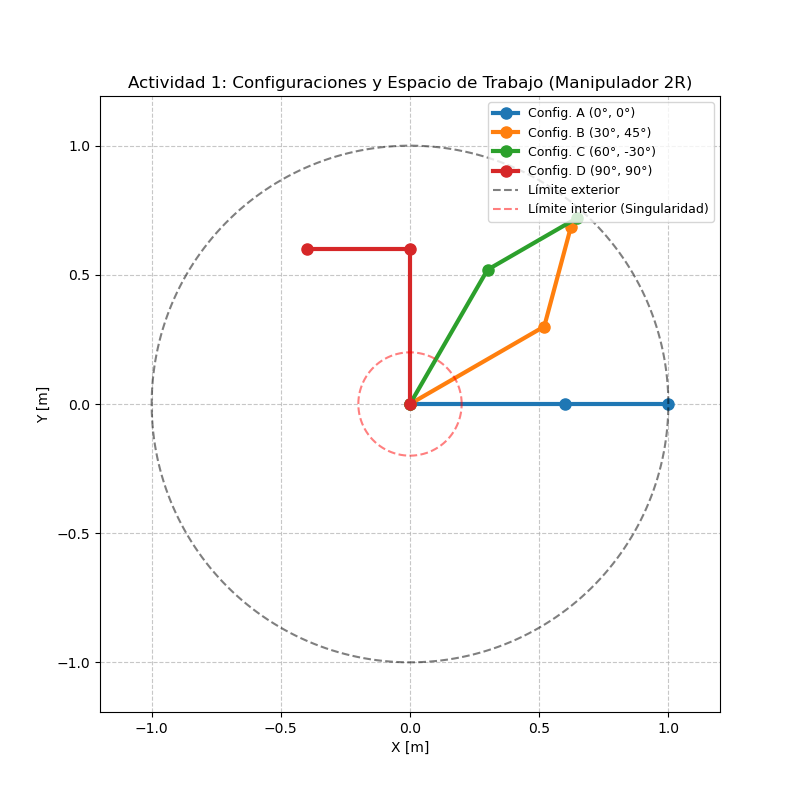 Actividad 1: Configuraciones y Espacio de Trabajo (Manipulador 2R)
Config. A (0°, 0°)
Config. B (30°, 45°)
Config. C (60°, -30°)
Config. D (90°, 90°)
Límite exterior
Límite interior (Singularidad)
Y [m]
1.0
0.5
0.0
−0.5
−1.0
−1.0
−0.5
0.0
0.5
1.0
X [m]